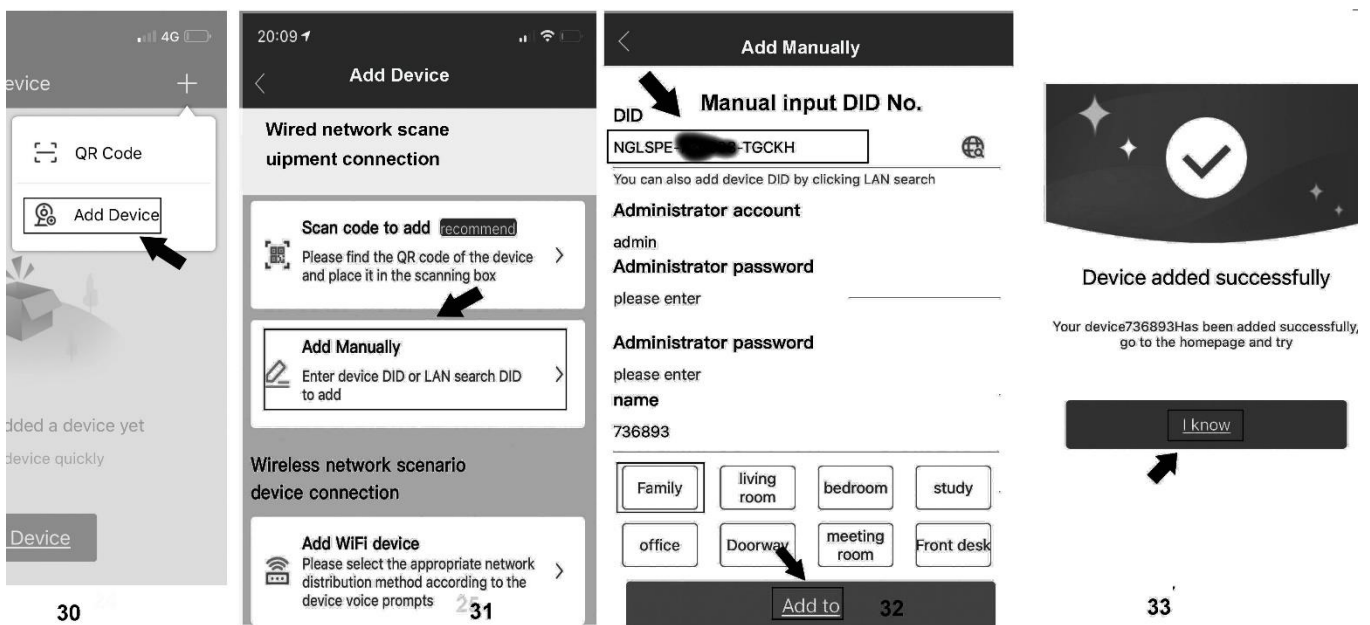 4G
evice
+
QR Code
Add Device
dded a device yet
device quickly
Device
30
20:09
Add Device
Wired network scane
uipment connection
Scan code to add recommend
Please find the QR code of the device
and place it in the scanning box
Add Manually
Enter device DID or LAN search DID
to add
Wireless network scenario
device connection
Add WiFi device
Please select the appropriate network
distribution method according to the
device voice prompts
31
Add Manually
Manual input DID No.
DID
NGLSPE- -TGCKH
You can also add device DID by clicking LAN search
Administrator account
admin
Administrator password
please enter
Administrator password
please enter
name
736893
Family
living
room
bedroom
study
office
Doorway
meeting
room
Front desk
Add to
32
Device added successfully
Your device736893Has been added successfully,
go to the homepage and try
I know
33